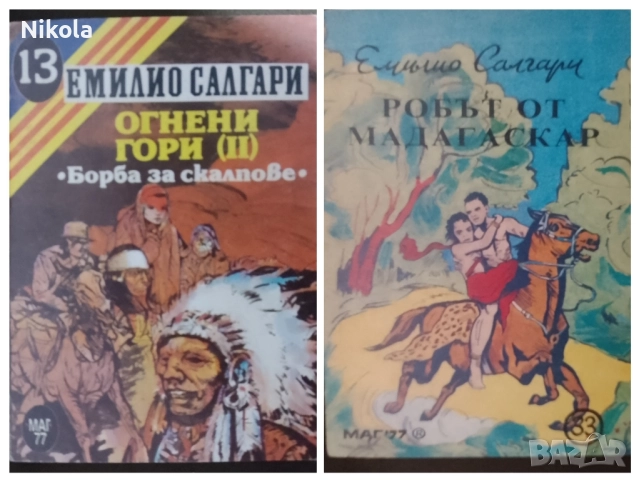 Nikola
13
ЕМИЛИО САЛГАРИ
ОГНЕНИ
ГОРИ (II)
•Борба за скалпове•
МАГ
77
Емилио Салгари
РОБЪТ ОТ
МАДАГАСКАР
МАГ'77 ®
83
BAZAR